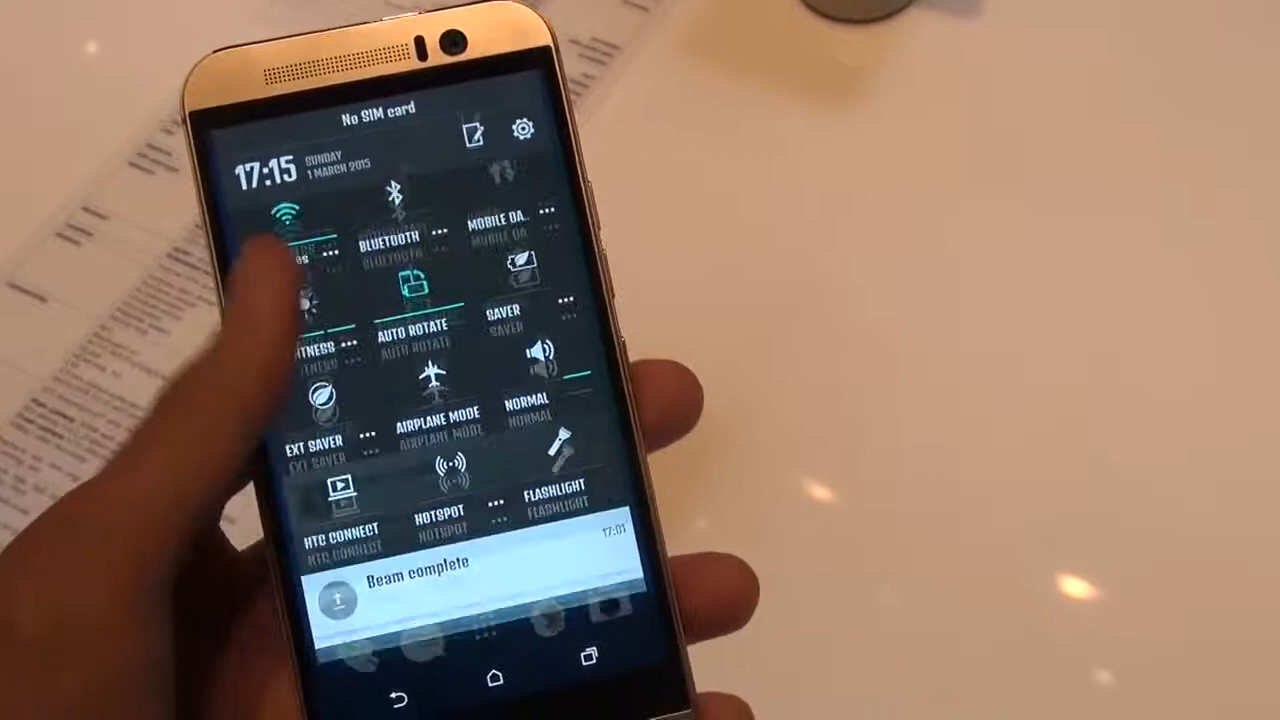 No SIM card
17:15 SUNDAY
1 MARCH 2015
BLUETOOTH
MOBILE DA..
AUTO ROTATE
SAVER
EXT SAVER
AIRPLANE MODE
NORMAL
HTC CONNECT
HOTSPOT
FLASHLIGHT
Beam complete
17:01